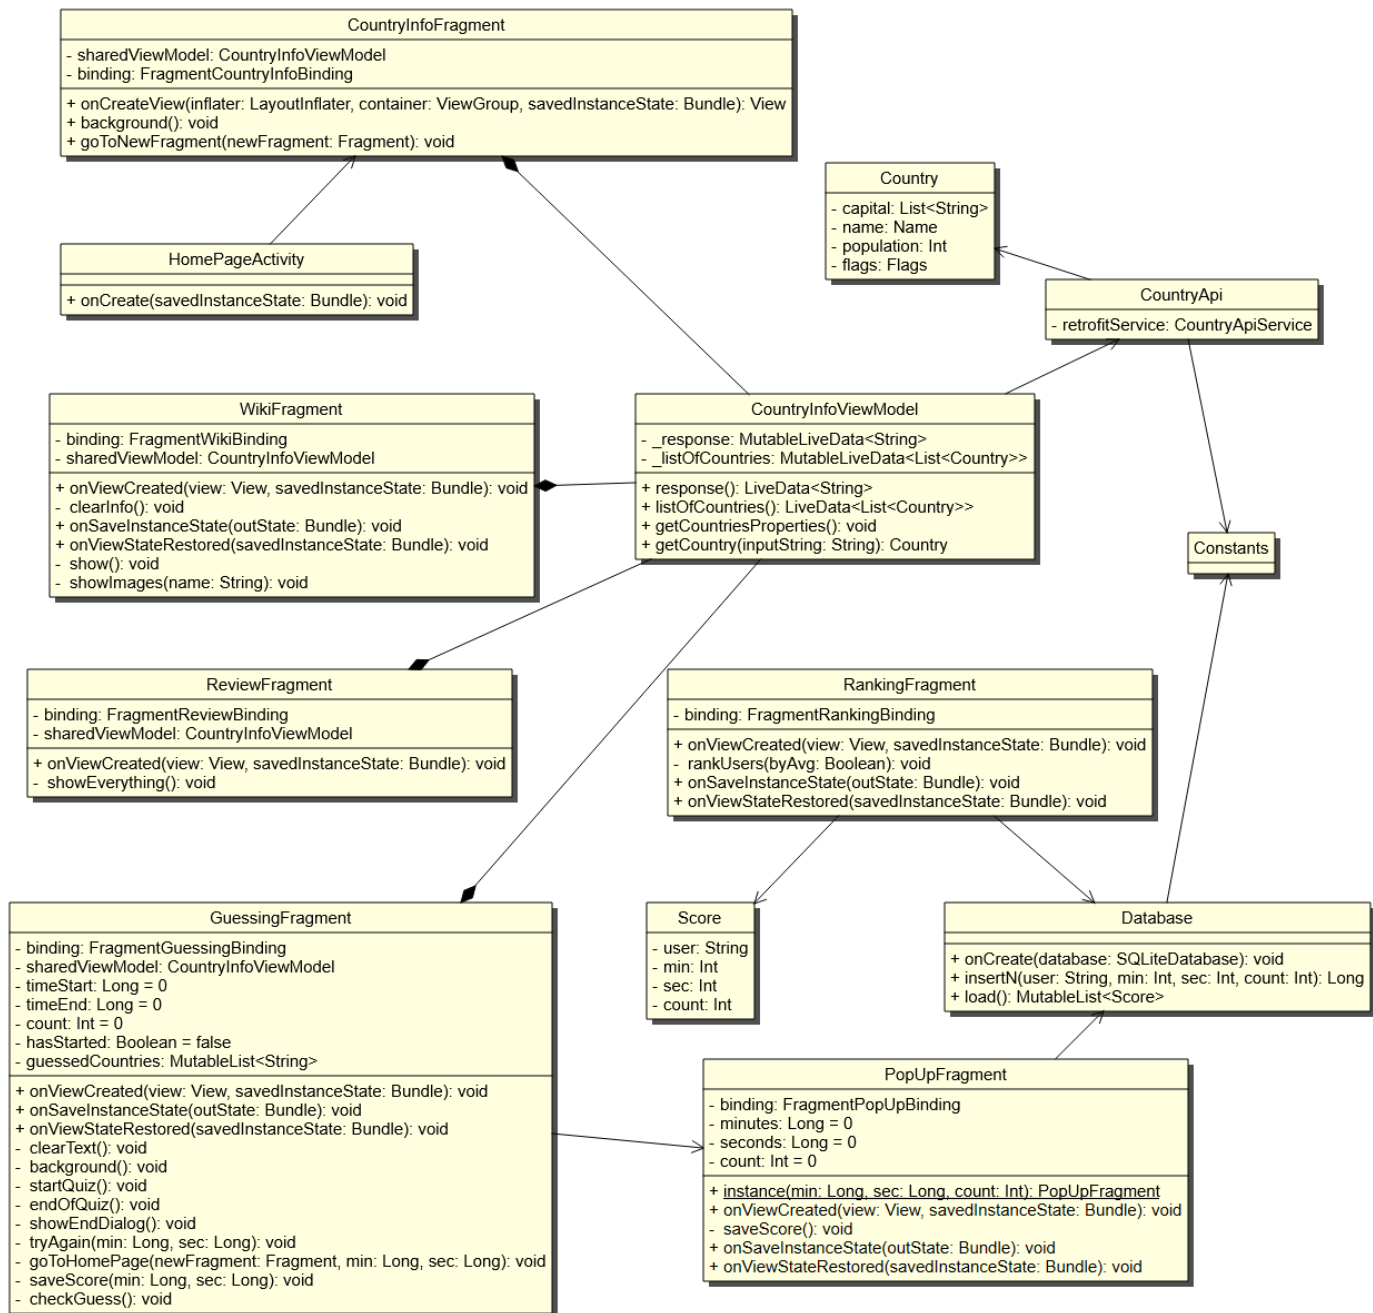 CountryInfoFragment
- sharedViewModel: CountryInfoViewModel
- binding: FragmentCountryInfoBinding
+ onCreateView(inflater: LayoutInflater, container: ViewGroup, savedInstanceState: Bundle): View
+ background(): void
+ goToNewFragment(newFragment: Fragment): void
Country
- capital: List<String>
- name: Name
- population: Int
- flags: Flags
HomePageActivity
+ onCreate(savedInstanceState: Bundle): void
CountryApi
- retrofitService: CountryApiService
WikiFragment
- binding: FragmentWikiBinding
- sharedViewModel: CountryInfoViewModel
+ onViewCreated(view: View, savedInstanceState: Bundle): void
- clearInfo(): void
+ onSaveInstanceState(outState: Bundle): void
+ onViewStateRestored(savedInstanceState: Bundle): void
- show(): void
- showImages(name: String): void
CountryInfoViewModel
- _response: MutableLiveData<String>
- _listOfCountries: MutableLiveData<List<Country>>
+ response(): LiveData<String>
+ listOfCountries(): LiveData<List<Country>>
+ getCountriesProperties(): void
+ getCountry(inputString: String): Country
Constants
ReviewFragment
- binding: FragmentReviewBinding
- sharedViewModel: CountryInfoViewModel
+ onViewCreated(view: View, savedInstanceState: Bundle): void
- showEverything(): void
RankingFragment
- binding: FragmentRankingBinding
+ onViewCreated(view: View, savedInstanceState: Bundle): void
- rankUsers(byAvg: Boolean): void
+ onSaveInstanceState(outState: Bundle): void
+ onViewStateRestored(savedInstanceState: Bundle): void
GuessingFragment
- binding: FragmentGuessingBinding
- sharedViewModel: CountryInfoViewModel
- timeStart: Long = 0
- timeEnd: Long = 0
- count: Int = 0
- hasStarted: Boolean = false
- guessedCountries: MutableList<String>
+ onViewCreated(view: View, savedInstanceState: Bundle): void
+ onSaveInstanceState(outState: Bundle): void
+ onViewStateRestored(savedInstanceState: Bundle): void
- clearText(): void
- background(): void
- startQuiz(): void
- endOfQuiz(): void
- showEndDialog(): void
- tryAgain(min: Long, sec: Long): void
- goToHomePage(newFragment: Fragment, min: Long, sec: Long): void
- saveScore(min: Long, sec: Long): void
- checkGuess(): void
Score
- user: String
- min: Int
- sec: Int
- count: Int
Database
+ onCreate(database: SQLiteDatabase): void
+ insertN(user: String, min: Int, sec: Int, count: Int): Long
+ load(): MutableList<Score>
PopUpFragment
- binding: FragmentPopUpBinding
- minutes: Long = 0
- seconds: Long = 0
- count: Int = 0
+ instance(min: Long, sec: Long, count: Int): PopUpFragment
+ onViewCreated(view: View, savedInstanceState: Bundle): void
- saveScore(): void
+ onSaveInstanceState(outState: Bundle): void
+ onViewStateRestored(savedInstanceState: Bundle): void